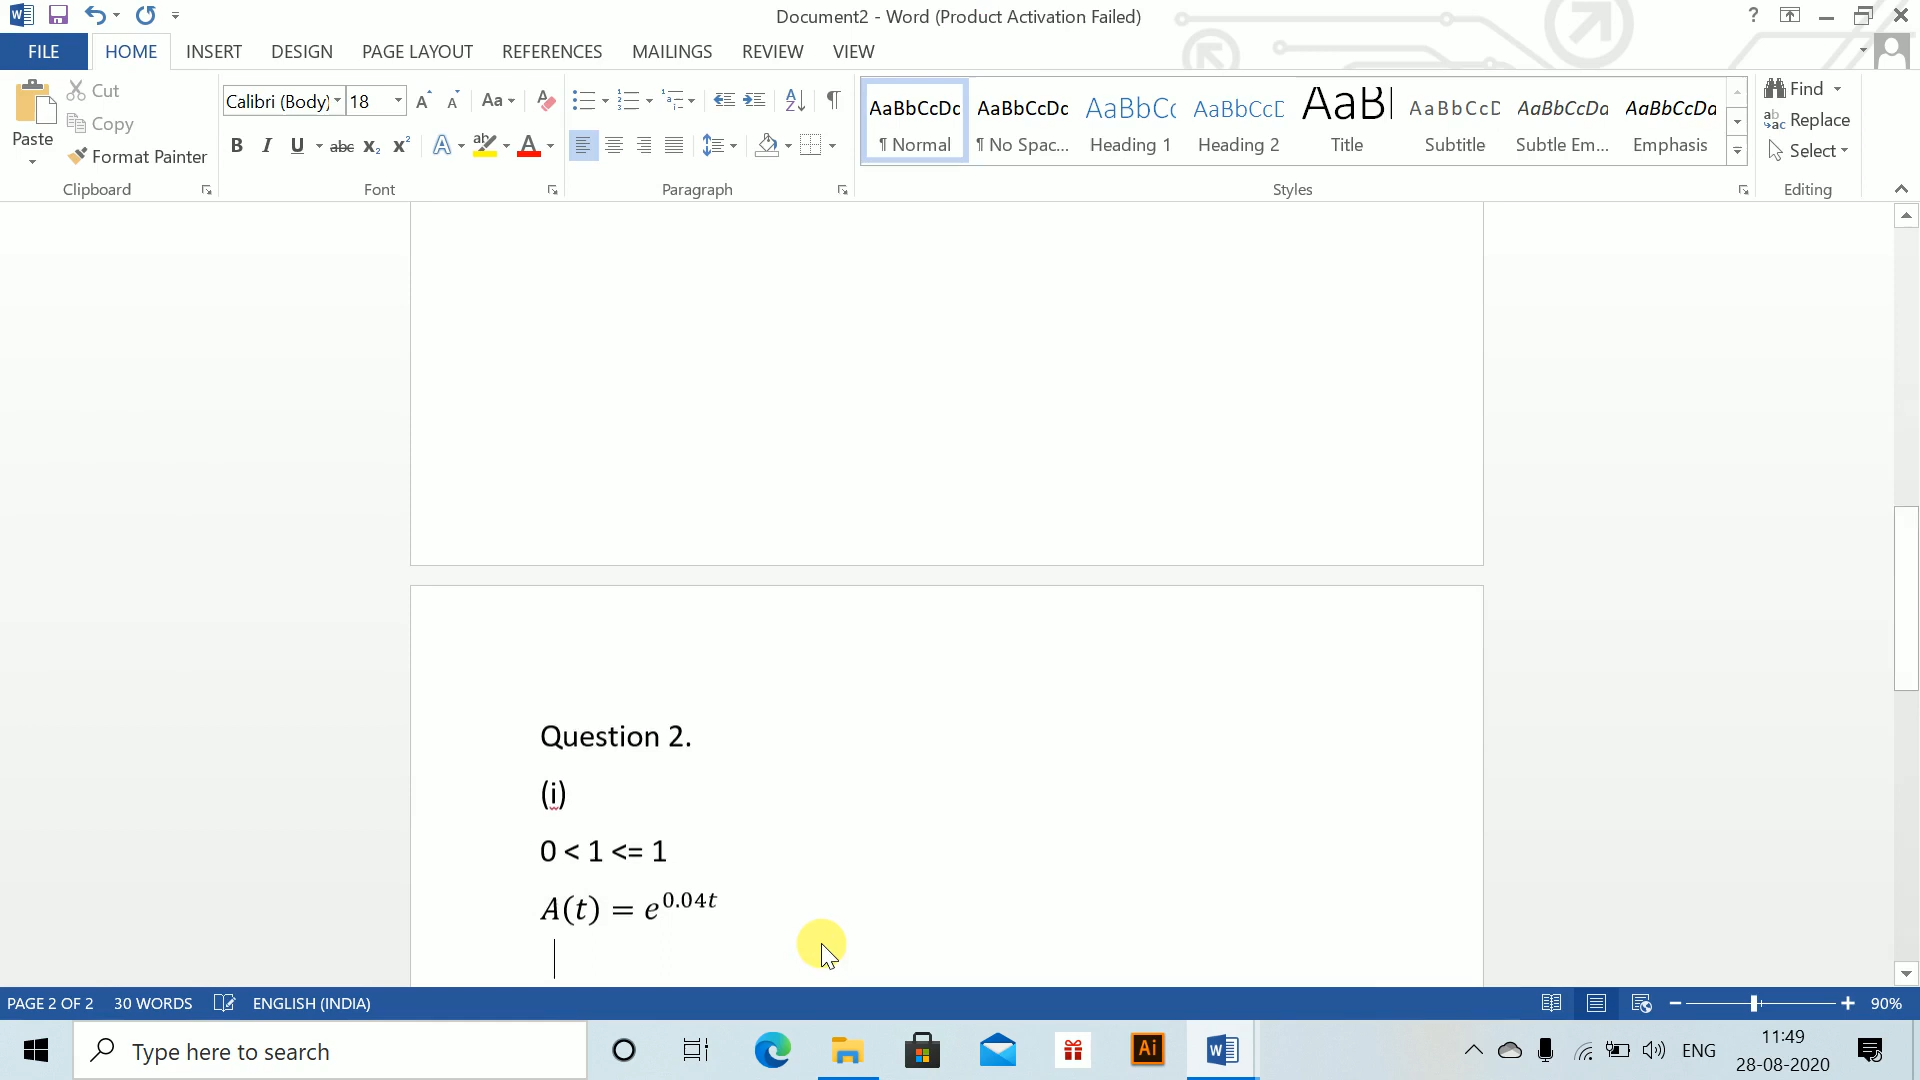 Document2 - Word (Product Activation Failed)
FILE HOME INSERT DESIGN PAGE LAYOUT REFERENCES MAILINGS REVIEW VIEW
Paste
Cut
Copy
Format Painter
Clipboard
Calibri (Body) 18
Font
Paragraph
AaBbCcDc AaBbCcDc AaBbCc AaBbCcD AaBl AaBbCcD AaBbCcDa AaBbCcDa
¶ Normal ¶ No Spac... Heading 1 Heading 2 Title Subtitle Subtle Em... Emphasis
Styles
Find
Replace
Select
Editing
Question 2.
(i)
0 < 1 <= 1
A(t) = e^{0.04t}
PAGE 2 OF 2 30 WORDS ENGLISH (INDIA) 90%
Type here to search
Ai
ENG
11:49
28-08-2020